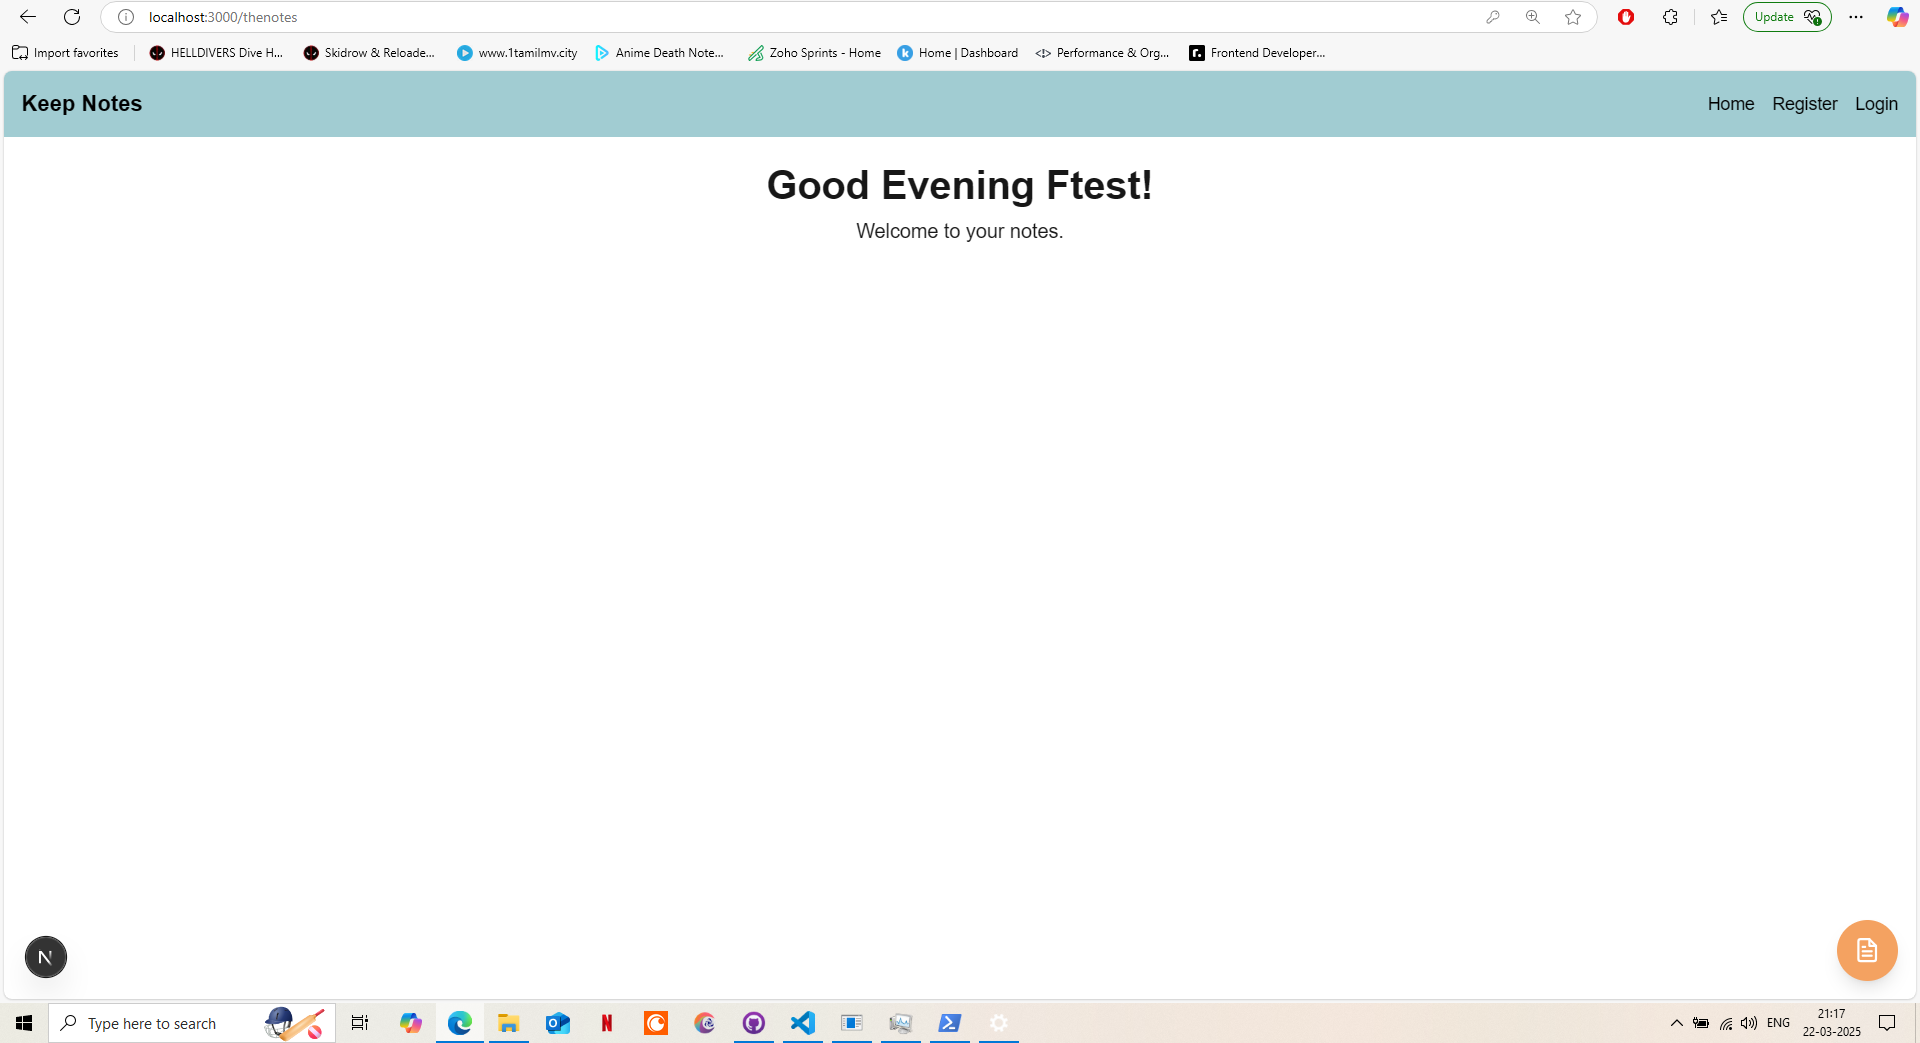 localhost:3000/thenotes
Update
Import favorites
HELLDIVERS Dive H...
Skidrow & Reloade...
www.1tamilmv.city
Anime Death Note...
Zoho Sprints - Home
Home | Dashboard
Performance & Org...
Frontend Developer...
Keep Notes
Home
Register
Login
Good Evening Ftest!
Welcome to your notes.
N
Type here to search
N
ENG
21:17
22-03-2025